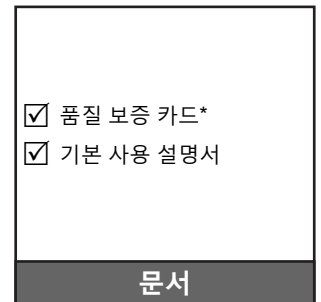 ☑ 품질 보증 카드*
☑ 기본 사용 설명서
문서